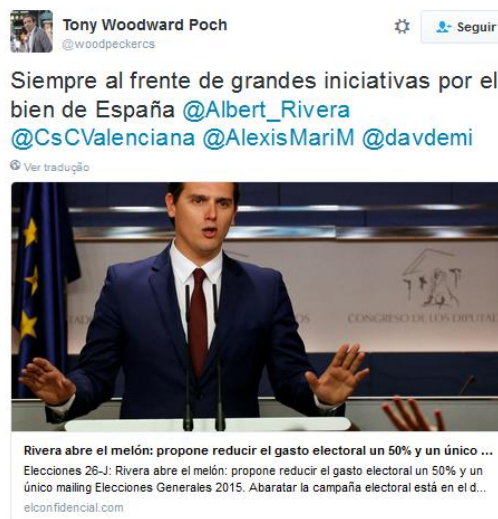 Tony Woodward Poch
@woodpeckercs
Seguir
Siempre al frente de grandes iniciativas por el
bien de España @Albert_Rivera
@CsCValenciana @AlexisMariM @davdemi
Ver tradução
CONGRESO DE LOS DIPUTAD
Rivera abre el melón: propone reducir el gasto electoral un 50% y un único ...
Elecciones 26-J: Rivera abre el melón: propone reducir el gasto electoral un 50% y un
único mailing Elecciones Generales 2015. Abaratar la campaña electoral está en el d...
elconfidencial.com